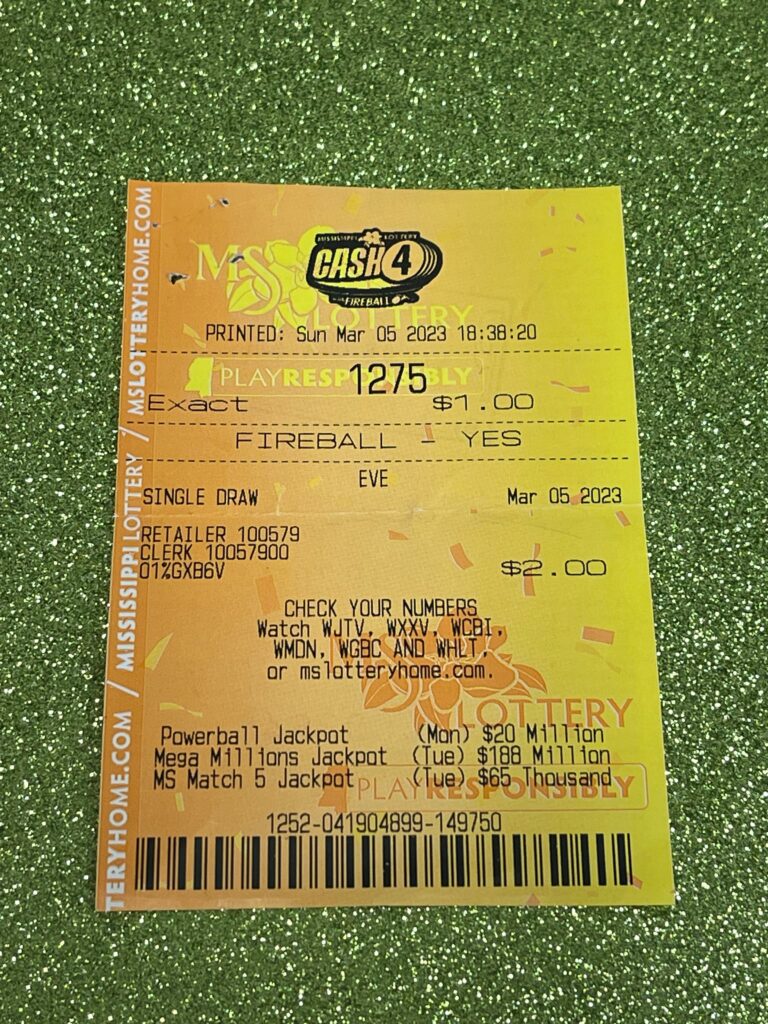 MISSISSIPPI LOTTERY
CASH 4
FIREBALL
MS
LOTTERY
PRINTED: Sun Mar 05 2023 18:38:20
PLAY RESPONSIBLY
1275
Exact $1.00
FIREBALL - YES
EVE
SINGLE DRAW Mar 05 2023
RETAILER 100579
CLERK 10057900
01%GXB6V $2.00
CHECK YOUR NUMBERS
Watch WJTV, WXXV, WCBI,
WMDN, WGBC AND WHLT,
or mslotteryhome.com.
MS
LOTTERY
Powerball Jackpot (Mon) $20 Million
Mega Millions Jackpot (Tue) $188 Million
MS Match 5 Jackpot (Tue) $65 Thousand
PLAY RESPONSIBLY
1252-041904899-149750
TERYHOME.COM / MISSISSIPPI LOTTERY / MSLOTTERYHOME.COM